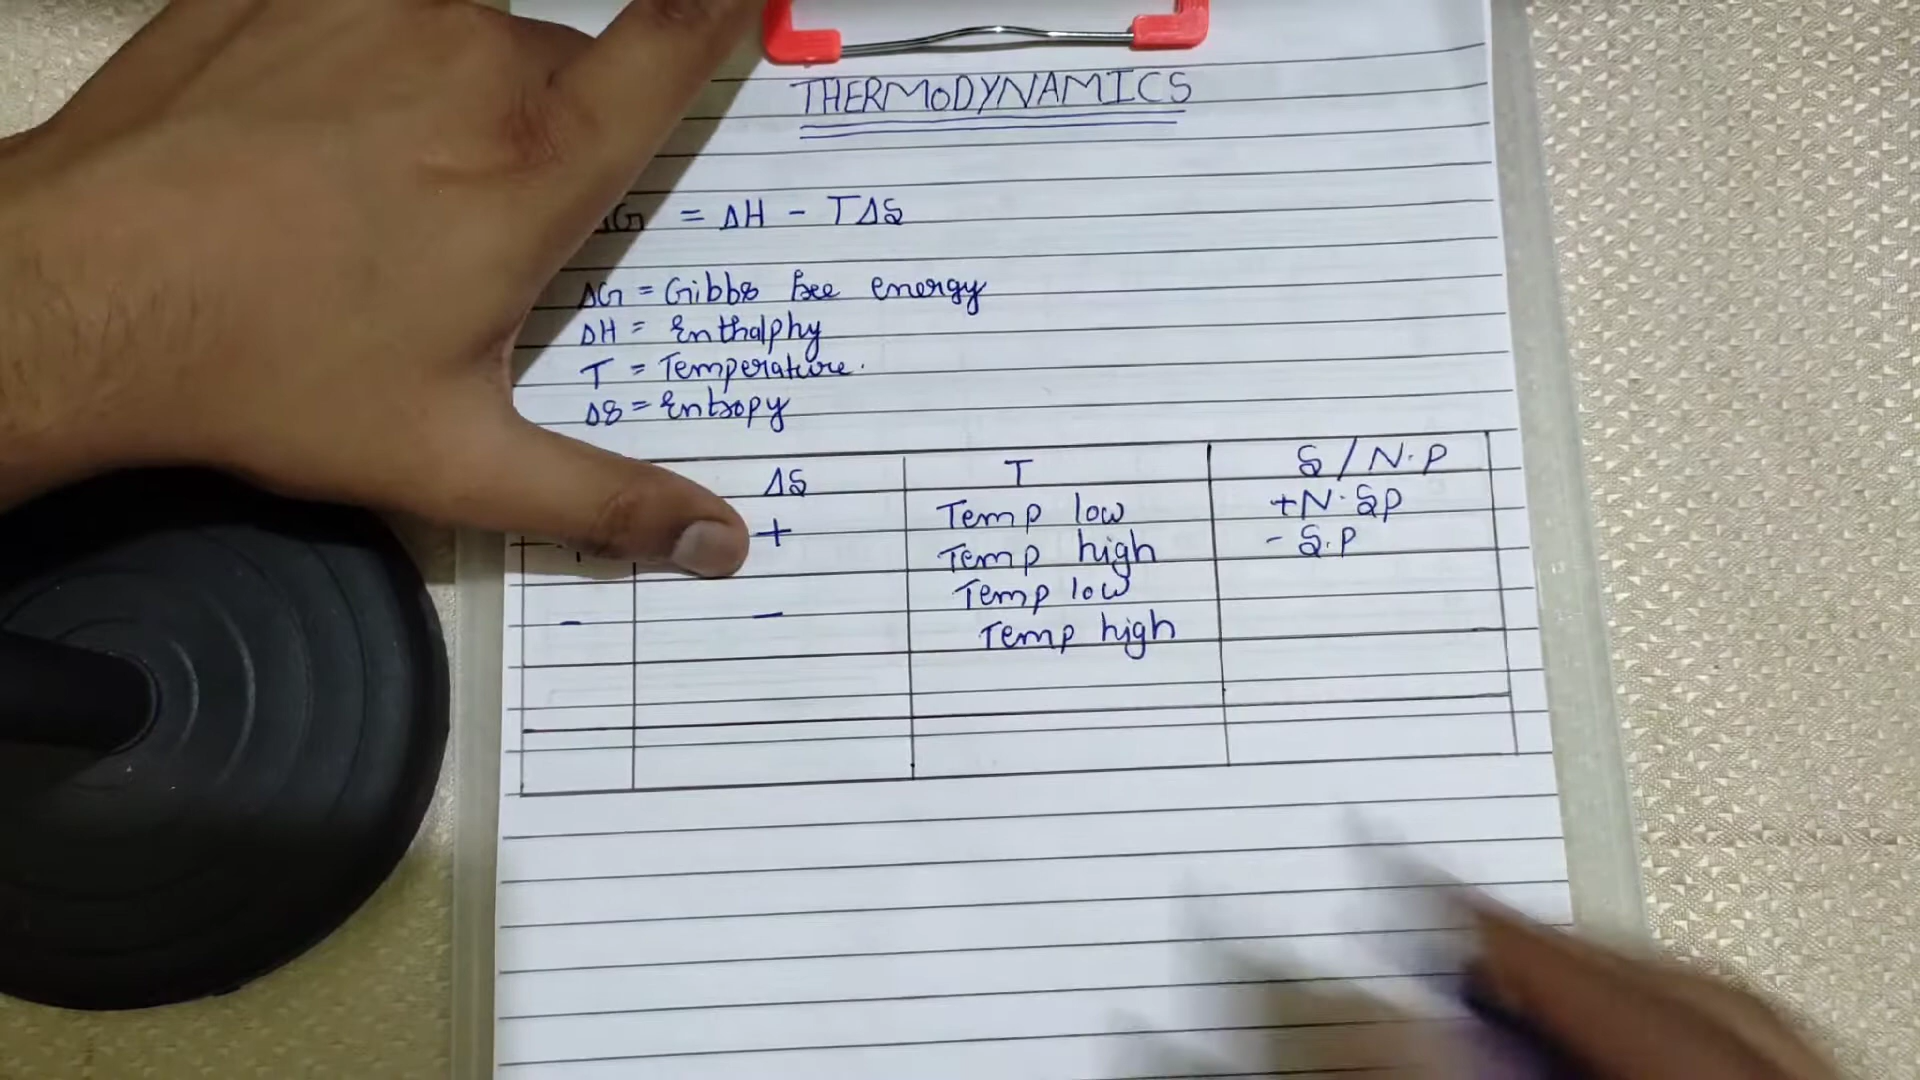 THERMODYNAMICS
ΔG = ΔH - TΔS
ΔG = Gibbs free energy
ΔH = Enthalphy
T = Temperature.
ΔS = Entropy
ΔS T S / N.P
+ Temp low +N.SP
Temp high - S.P
- - Temp low
Temp high